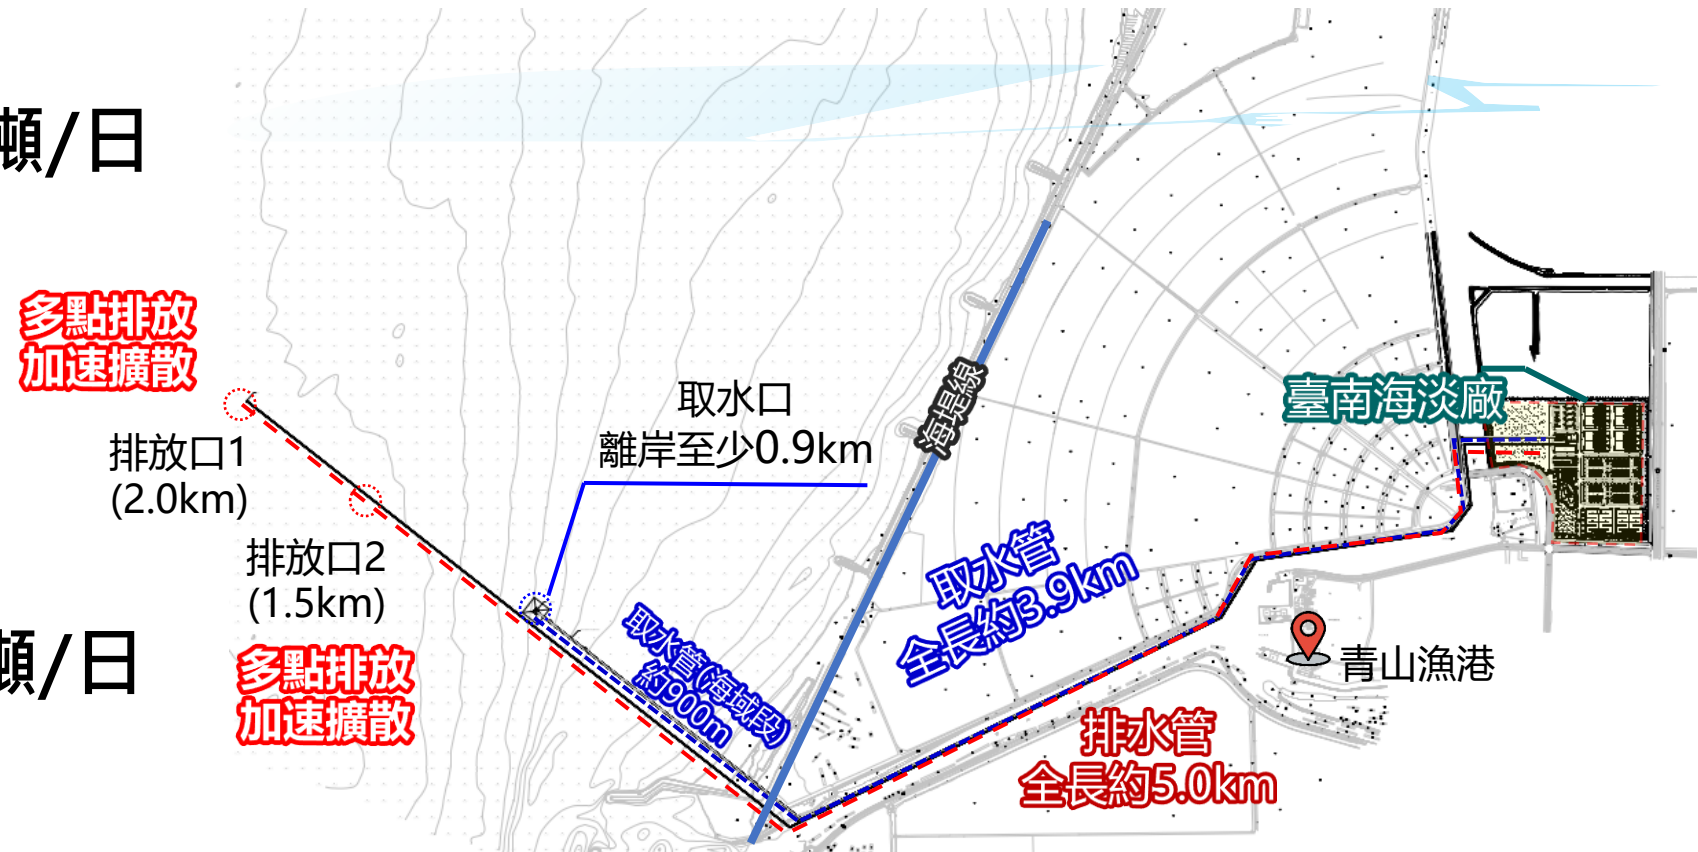 噸/日
多點排放
加速擴散
排放口1
(2.0km)
取水口
離岸至少0.9km
海堤線
臺南海淡廠
排放口2
(1.5km)
取水管
全長約3.9km
取水管(海域段)
約900m
青山漁港
噸/日
多點排放
加速擴散
排水管
全長約5.0km